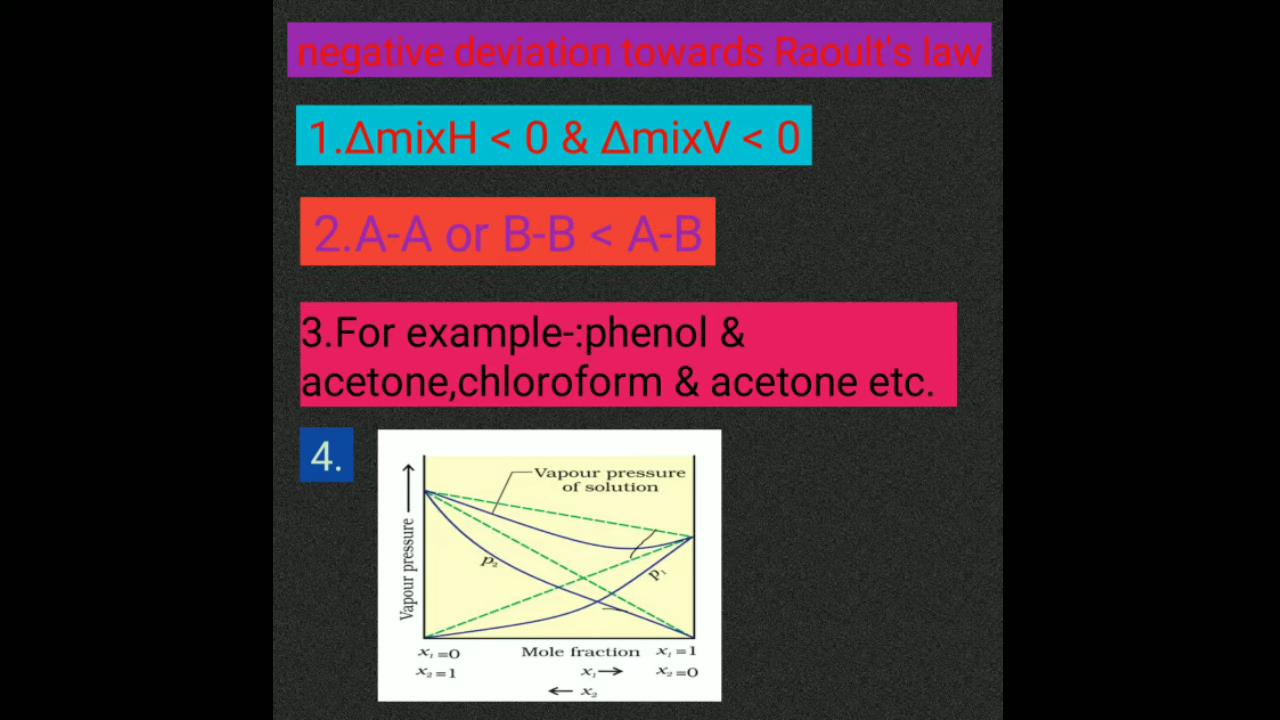 negative deviation towards Raoult's law
1.ΔmixH < 0 & ΔmixV < 0
2.A-A or B-B < A-B
3.For example-:phenol &
acetone,chloroform & acetone etc.
4.
Vapour pressure
of solution
Vapour pressure
p₂
p₁
x₁=0 Mole fraction x₁=1
x₂=1 x₁→ x₂=0
← x₂